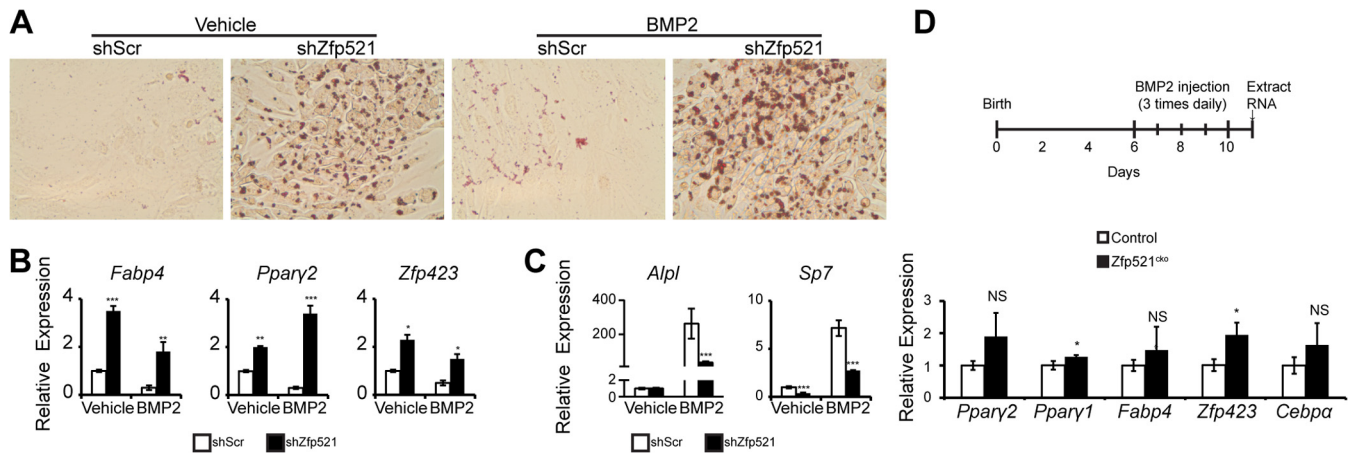 A
Vehicle
BMP2
shScr
shZfp521
shScr
shZfp521
B
Relative Expression
Fabp4
Pparγ2
Zfp423
4
2
0
***
**
Vehicle BMP2
4
2
0
**
***
Vehicle BMP2
4
2
0
*
*
Vehicle BMP2
shScr
shZfp521
C
Relative Expression
Alpl
Sp7
400
200
2
0
***
Vehicle BMP2
10
5
0
***
***
Vehicle BMP2
shScr
shZfp521
D
BMP2 injection
(3 times daily)
Extract
RNA
Birth
0 2 4 6 8 10
Days
Control
Zfp521cko
Relative Expression
3
2
1
0
NS
*
NS
*
NS
Pparγ2 Pparγ1 Fabp4 Zfp423 Cebpα